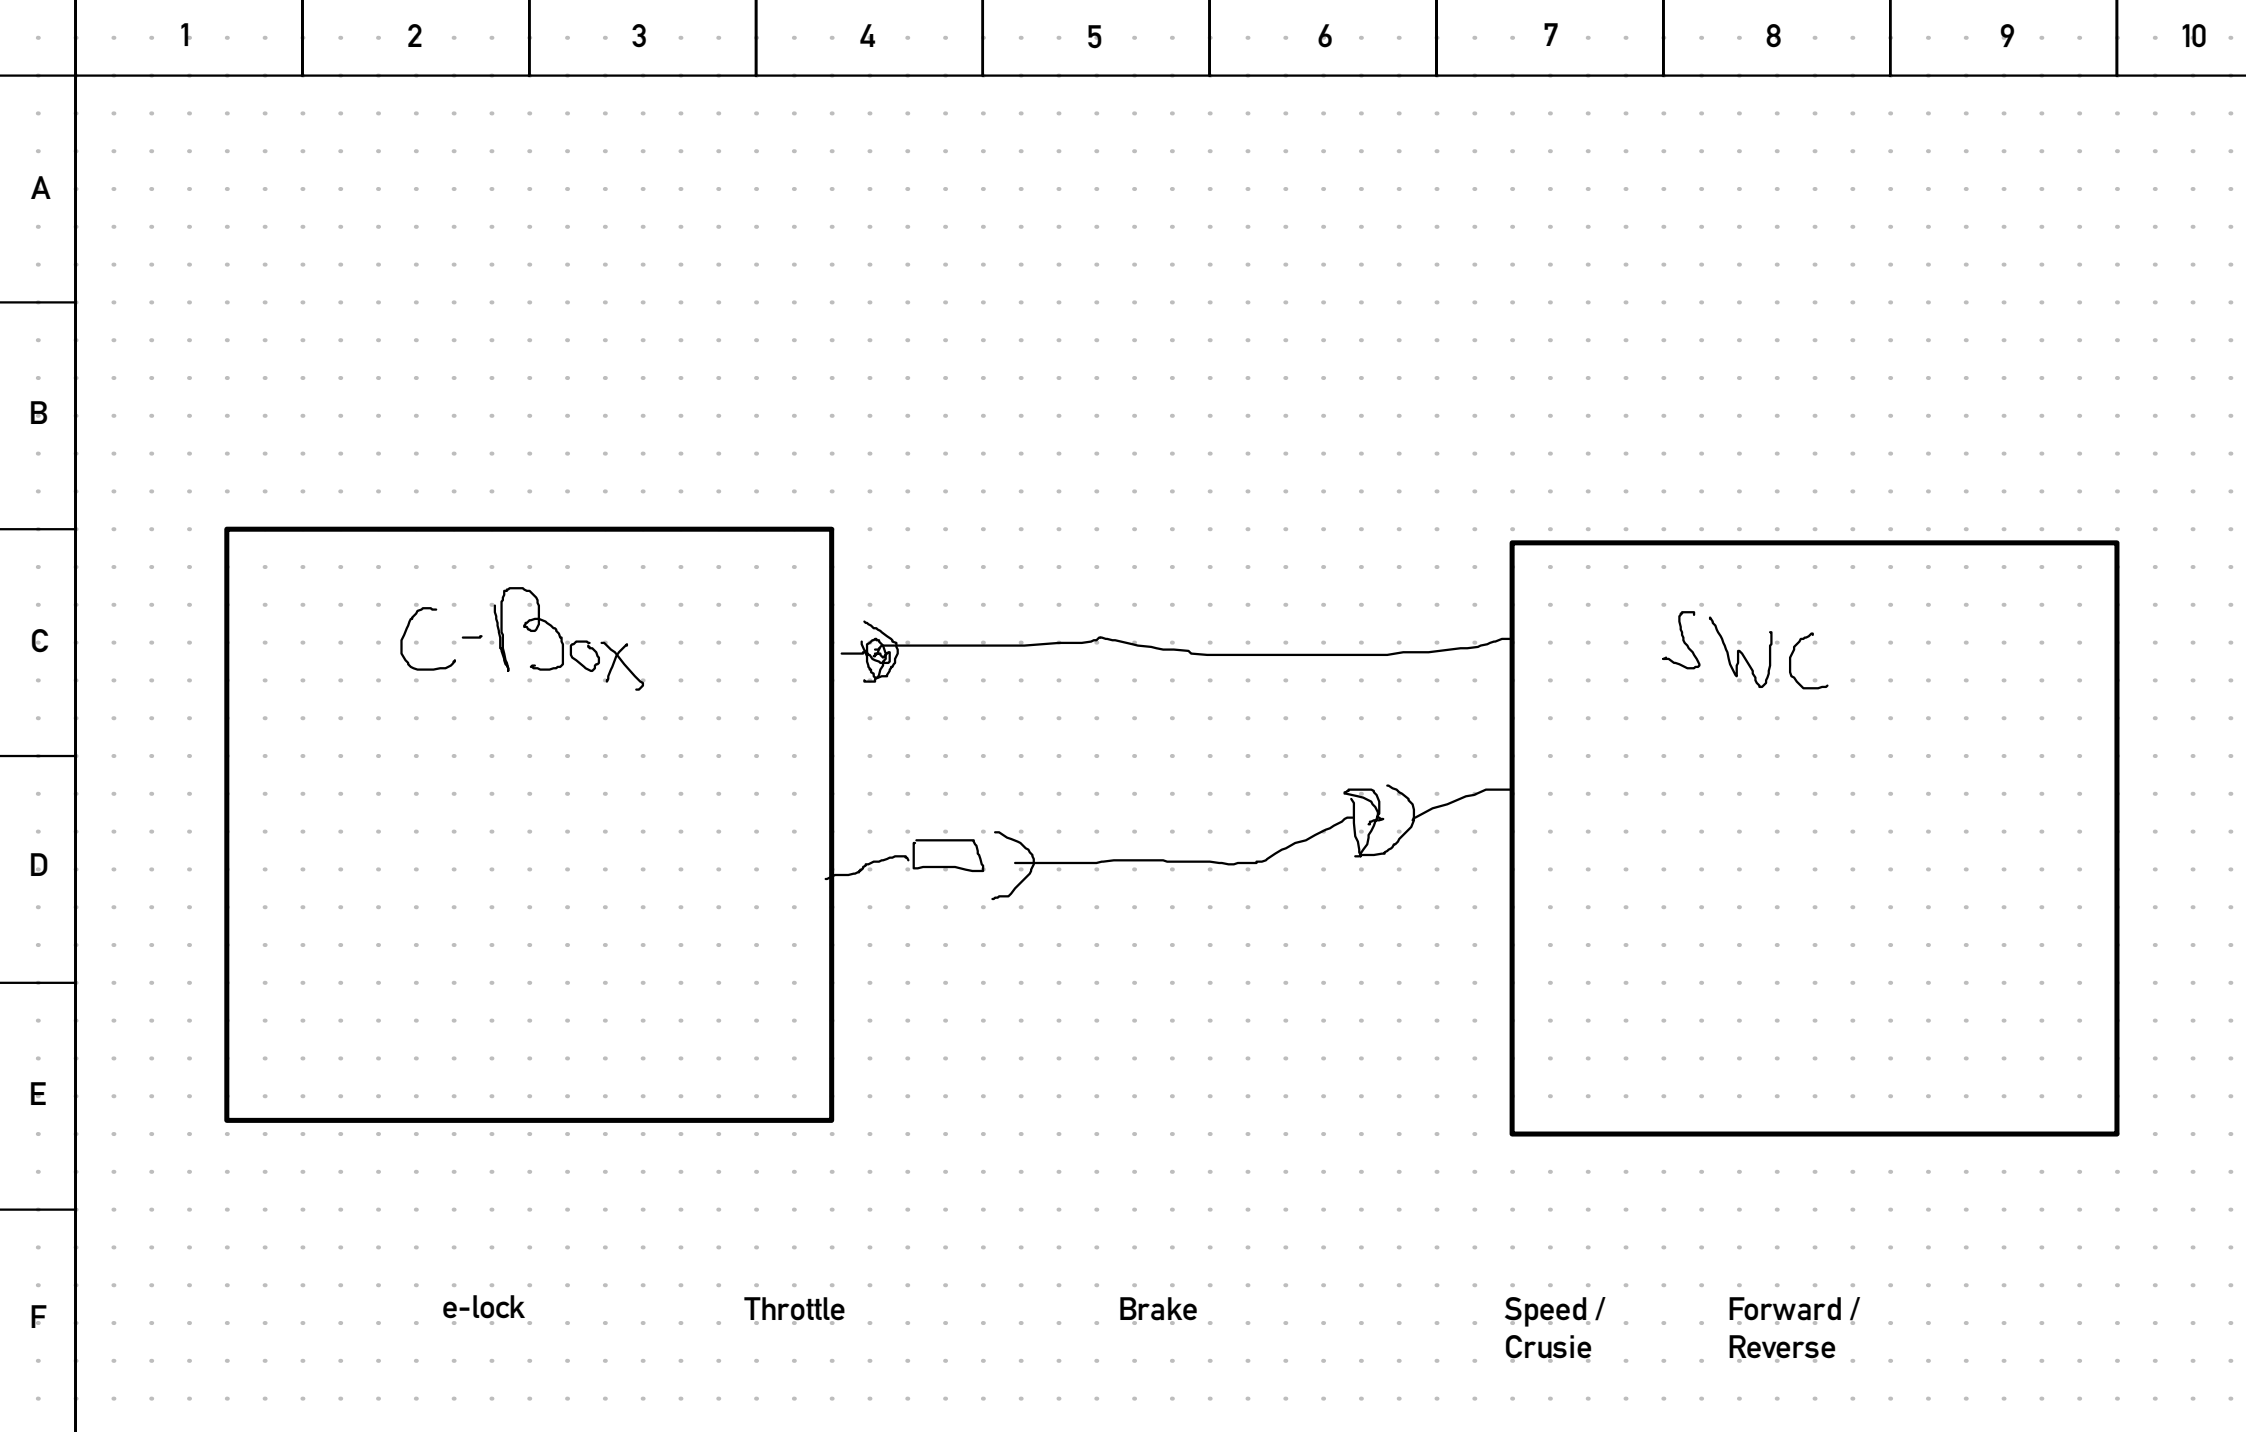 1 2 3 4 5 6 7 8 9 10
A
B
C
C-Box
SWC
D
E
F
e-lock Throttle Brake Speed / Forward /
Crusie Reverse